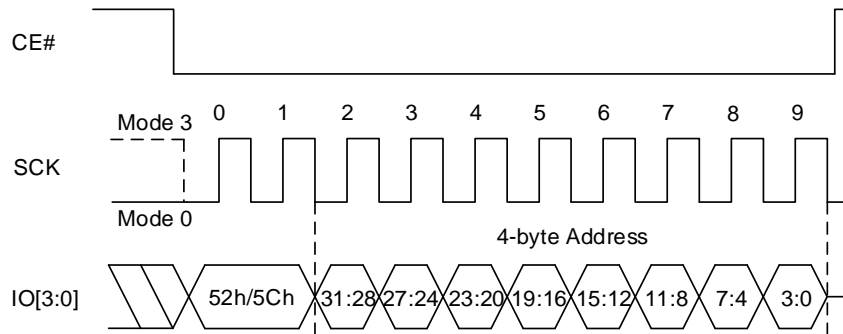 CE#
0 1 2 3 4 5 6 7 8 9
Mode 3
SCK
Mode 0
4-byte Address
IO[3:0]
52h/5Ch 31:28 27:24 23:20 19:16 15:12 11:8 7:4 3:0